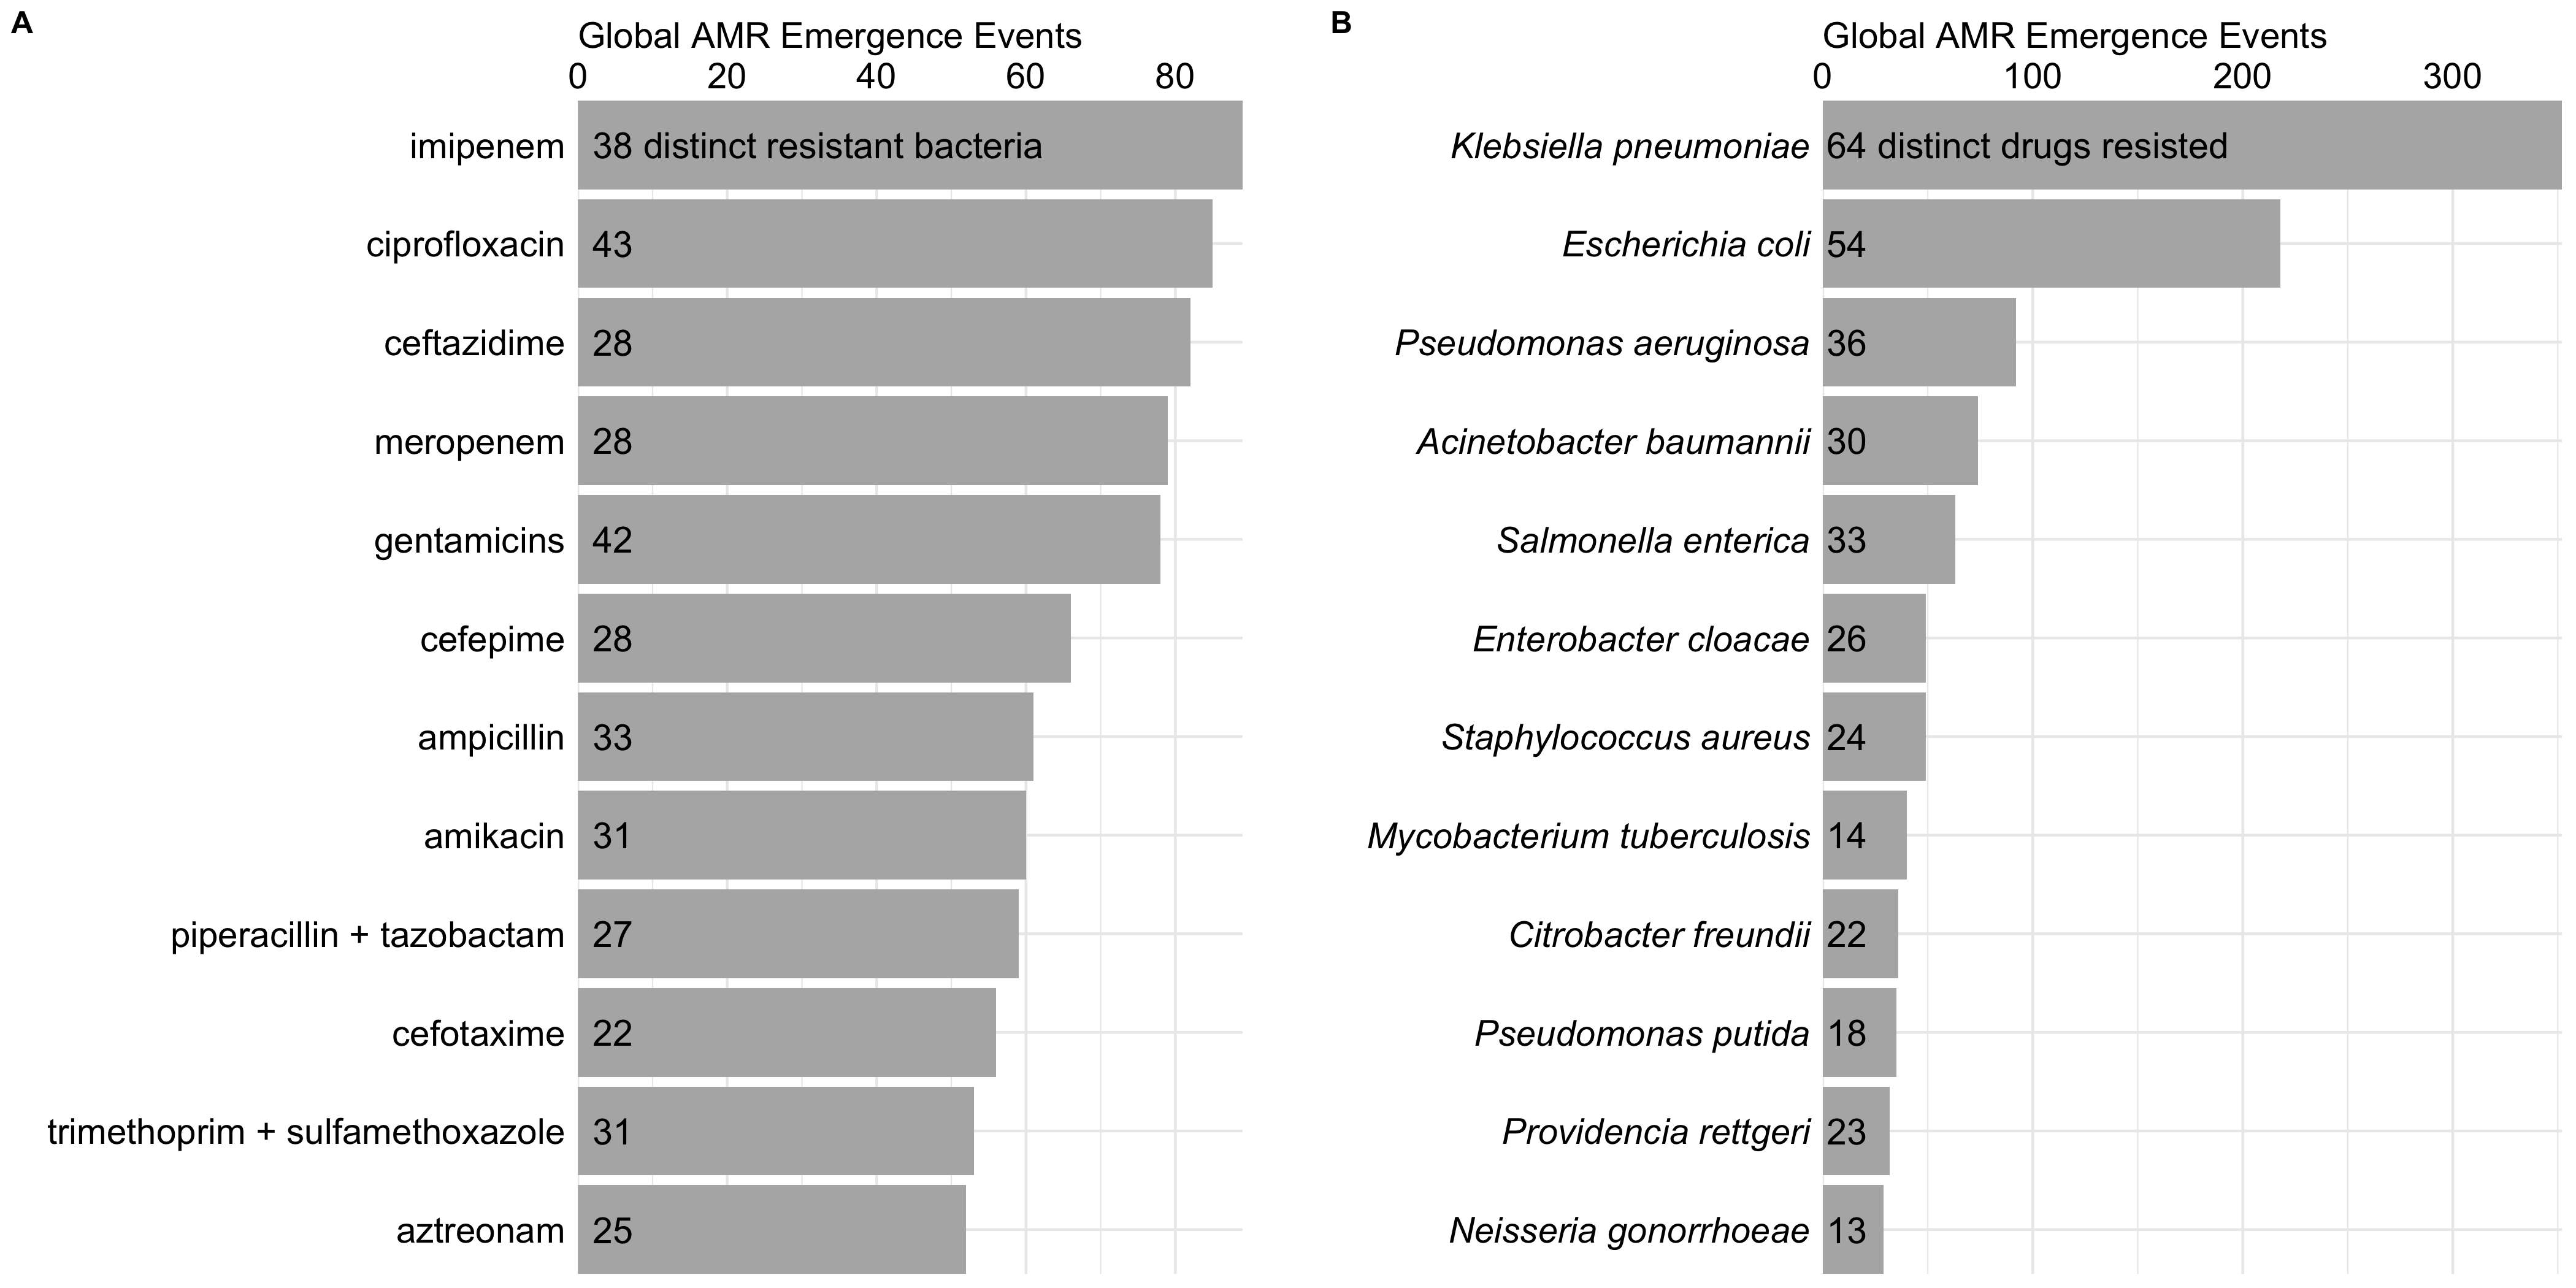 A
Global AMR Emergence Events
0 20 40 60 80
imipenem 38 distinct resistant bacteria
ciprofloxacin 43
ceftazidime 28
meropenem 28
gentamicins 42
cefepime 28
ampicillin 33
amikacin 31
piperacillin + tazobactam 27
cefotaxime 22
trimethoprim + sulfamethoxazole 31
aztreonam 25
B
Global AMR Emergence Events
0 100 200 300
Klebsiella pneumoniae 64 distinct drugs resisted
Escherichia coli 54
Pseudomonas aeruginosa 36
Acinetobacter baumannii 30
Salmonella enterica 33
Enterobacter cloacae 26
Staphylococcus aureus 24
Mycobacterium tuberculosis 14
Citrobacter freundii 22
Pseudomonas putida 18
Providencia rettgeri 23
Neisseria gonorrhoeae 13